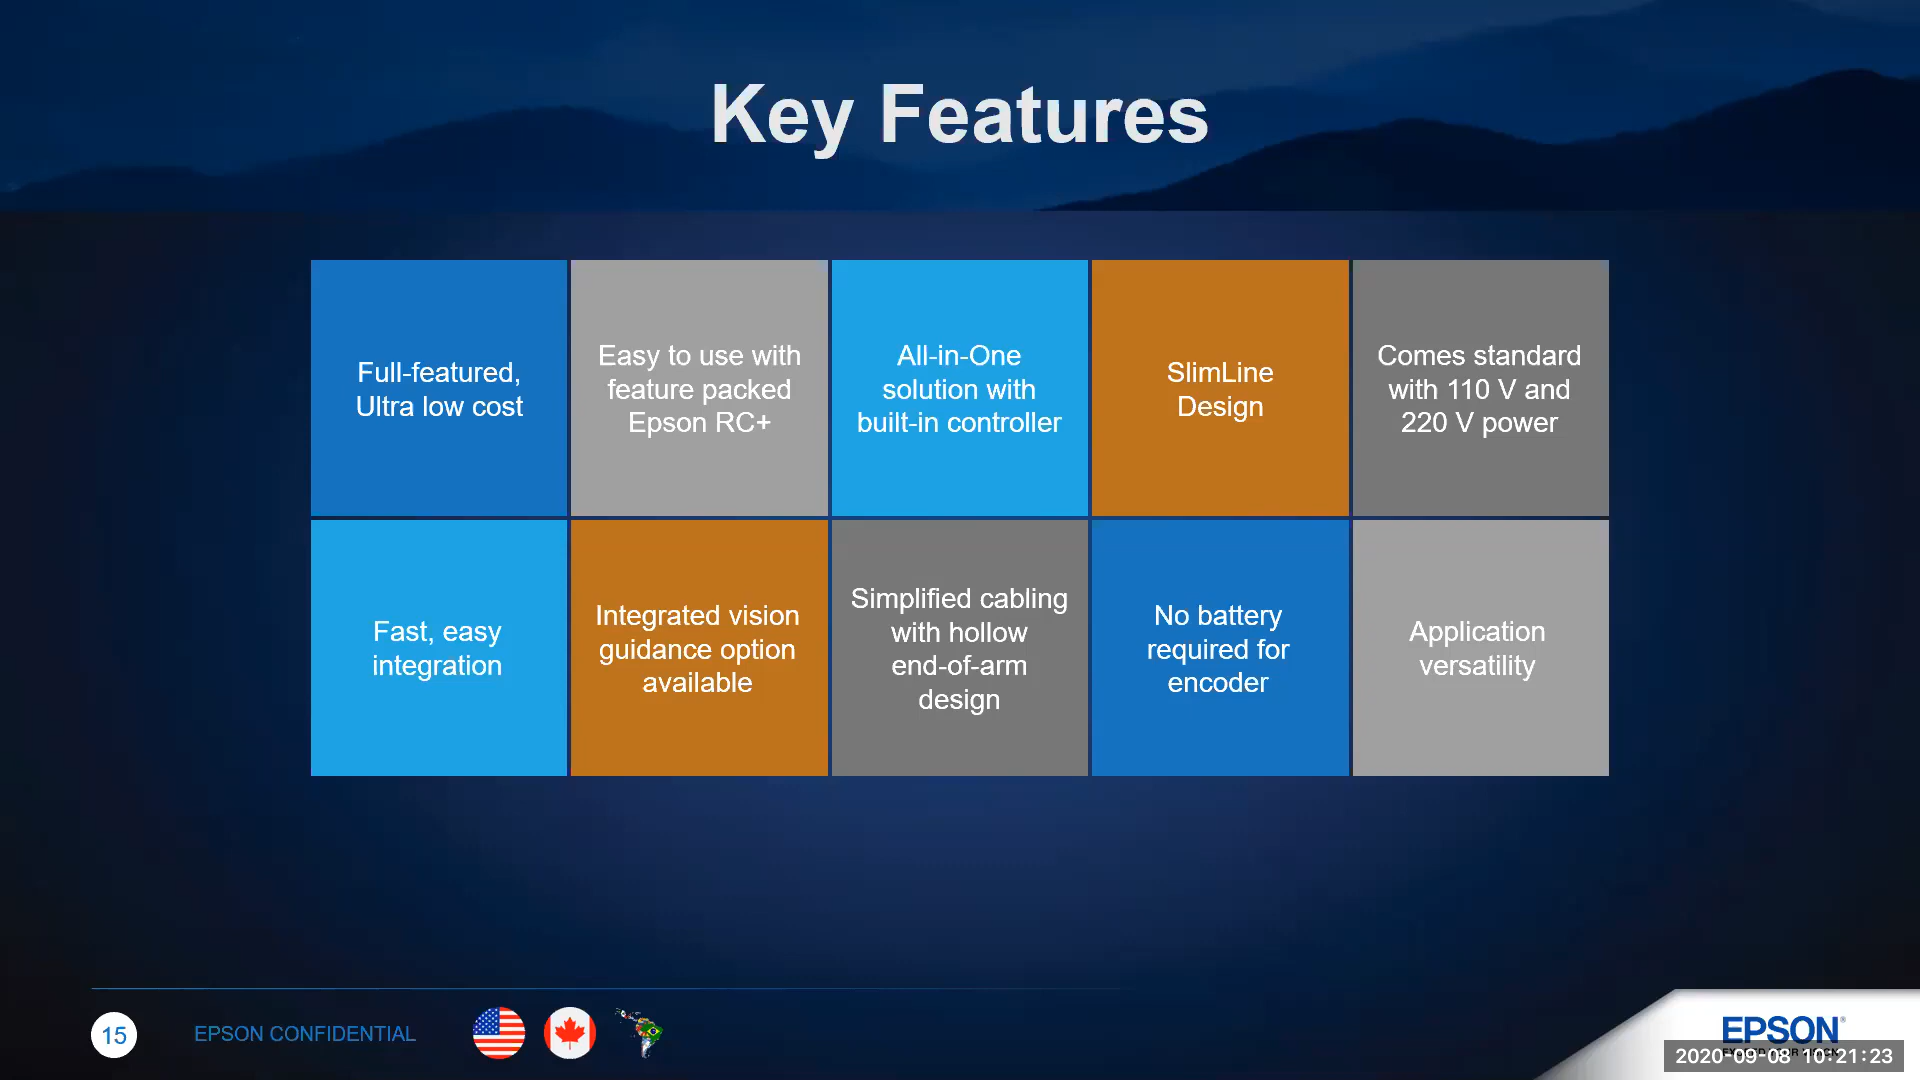 Key Features
Full-featured,
Ultra low cost
Easy to use with
feature packed
Epson RC+
All-in-One
solution with
built-in controller
SlimLine
Design
Comes standard
with 110 V and
220 V power
Fast, easy
integration
Integrated vision
guidance option
available
Simplified cabling
with hollow
end-of-arm
design
No battery
required for
encoder
Application
versatility
15
EPSON CONFIDENTIAL
EPSON®
2020-09-08 10:21:23